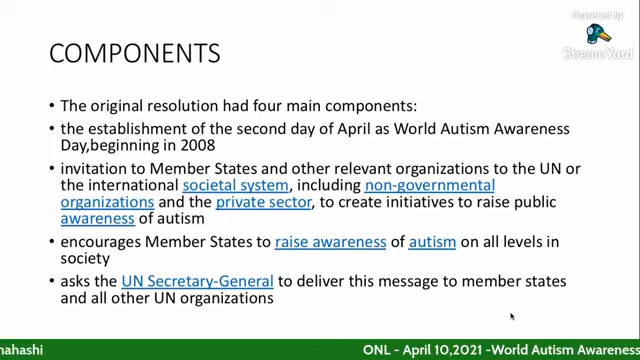 Powered by
StreamYard
COMPONENTS
• The original resolution had four main components:
• the establishment of the second day of April as World Autism Awareness
Day,beginning in 2008
• invitation to Member States and other relevant organizations to the UN or
the international societal system, including non-governmental
organizations and the private sector, to create initiatives to raise public
awareness of autism
• encourages Member States to raise awareness of autism on all levels in
society
• asks the UN Secretary-General to deliver this message to member states
and all other UN organizations
nahashi ONL - April 10,2021 -World Autism Awareness